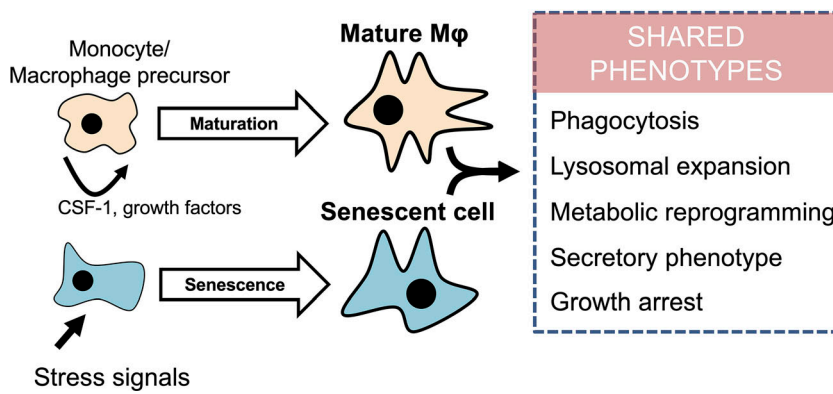 Monocyte/
Macrophage precursor
Maturation
CSF-1, growth factors
Mature Mφ
Senescence
Stress signals
Senescent cell
SHARED
PHENOTYPES
Phagocytosis
Lysosomal expansion
Metabolic reprogramming
Secretory phenotype
Growth arrest